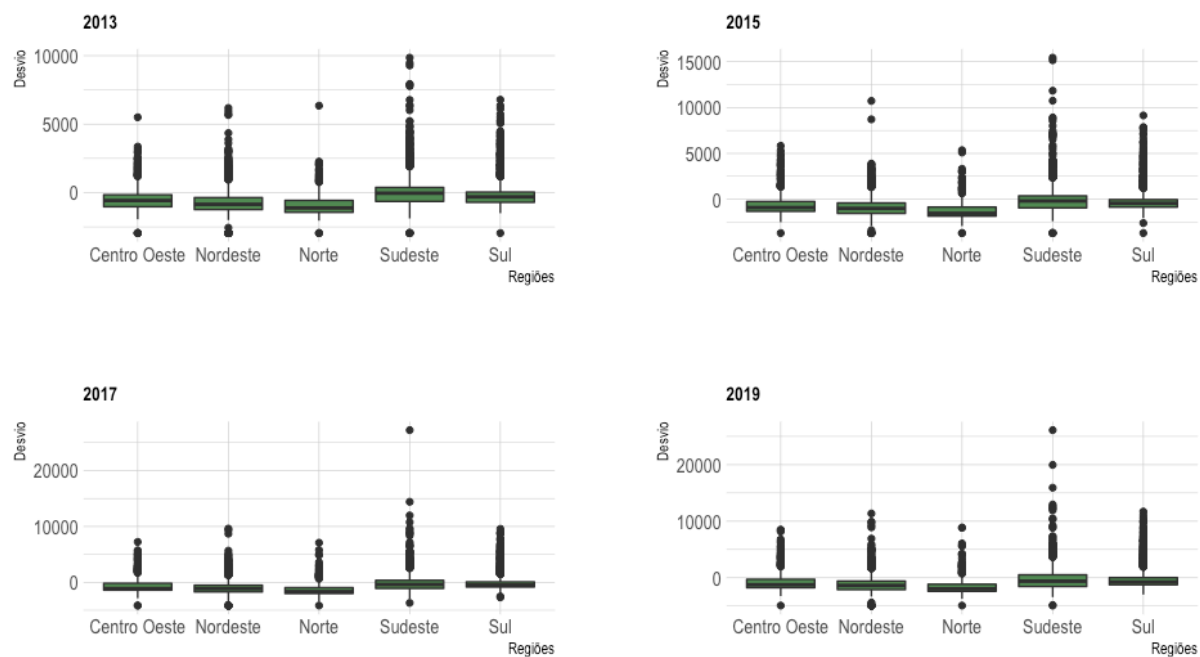 2013
Desvio
10000
5000
0
Centro Oeste Nordeste Norte Sudeste Sul
Regiões
2015
Desvio
15000
10000
5000
0
Centro Oeste Nordeste Norte Sudeste Sul
Regiões
2017
Desvio
20000
10000
0
Centro Oeste Nordeste Norte Sudeste Sul
Regiões
2019
Desvio
20000
10000
0
Centro Oeste Nordeste Norte Sudeste Sul
Regiões